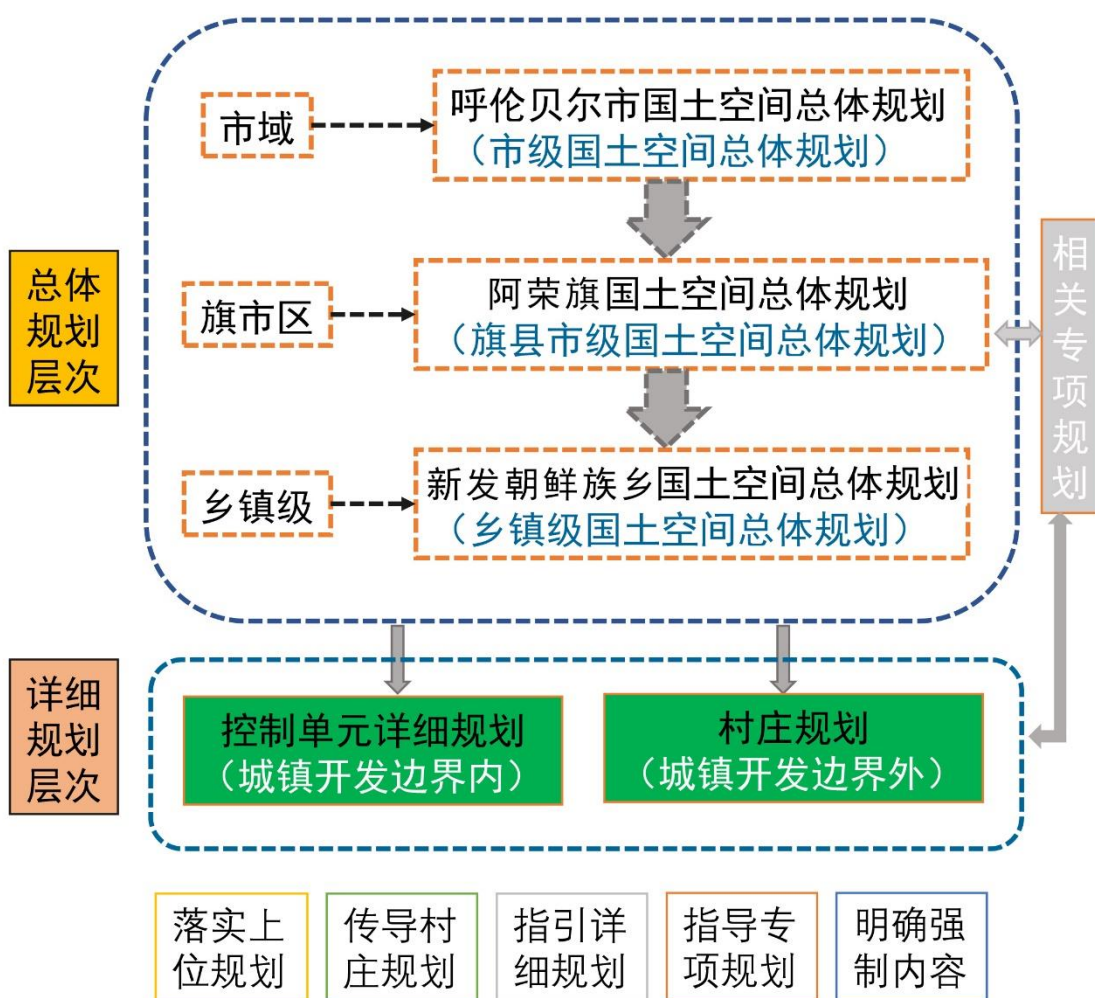 市域
呼伦贝尔市国土空间总体规划
（市级国土空间总体规划）
总体
规划
层次
旗市区
阿荣旗国土空间总体规划
（旗县市级国土空间总体规划）
相关专项规划
乡镇级
新发朝鲜族乡国土空间总体规划
（乡镇级国土空间总体规划）
详细
规划
层次
控制单元详细规划
（城镇开发边界内）
村庄规划
（城镇开发边界外）
落实上
位规划
传导村
庄规划
指引详
细规划
指导专
项规划
明确强
制内容